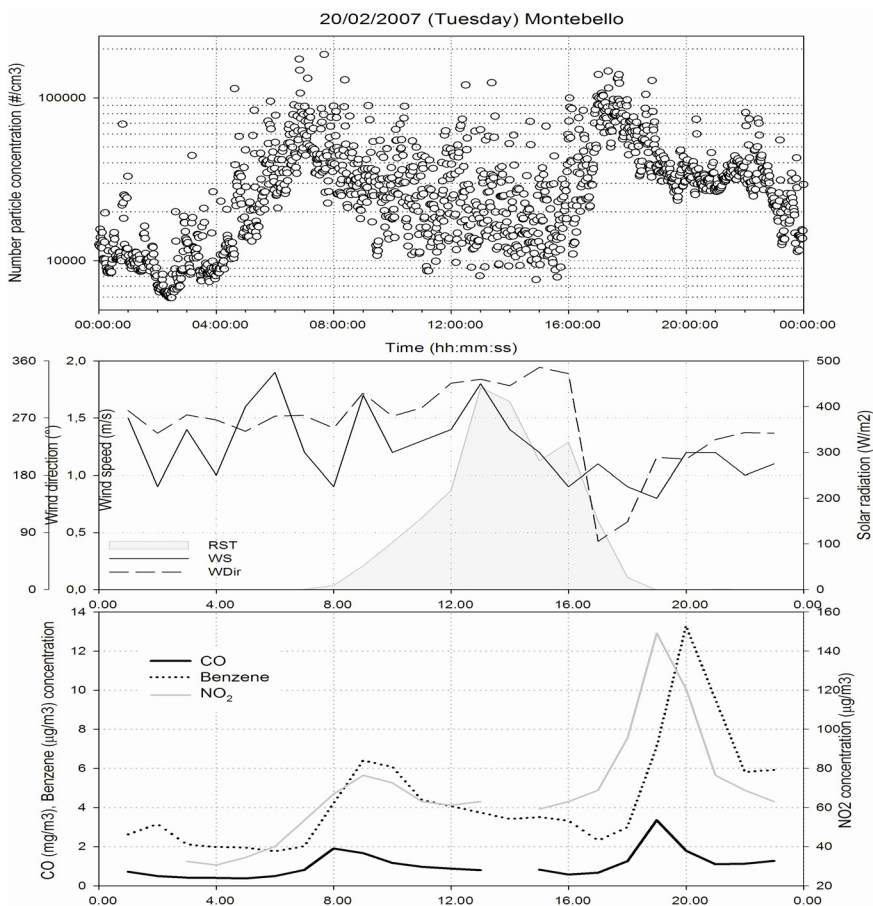 20/02/2007 (Tuesday) Montebello
Number particle concentration (#/cm3)
100000
10000
00:00:00 04:00:00 08:00:00 12:00:00 16:00:00 20:00:00 00:00:00
Time (hh:mm:ss)
Wind direction (°)
360
270
180
90
0
Wind speed (m/s)
2,0
1,5
1,0
0,5
0,0
RST
WS
WDir
500
400
300
200
100
0
Solar radiation (W/m2)
0.00 4.00 8.00 12.00 16.00 20.00 0.00
CO (mg/m3), Benzene (µg/m3) concentration
14
12
10
8
6
4
2
0
CO
Benzene
NO2
160
140
120
100
80
60
40
20
NO2 concentration (µg/m3)
0.00 4.00 8.00 12.00 16.00 20.00 0.00